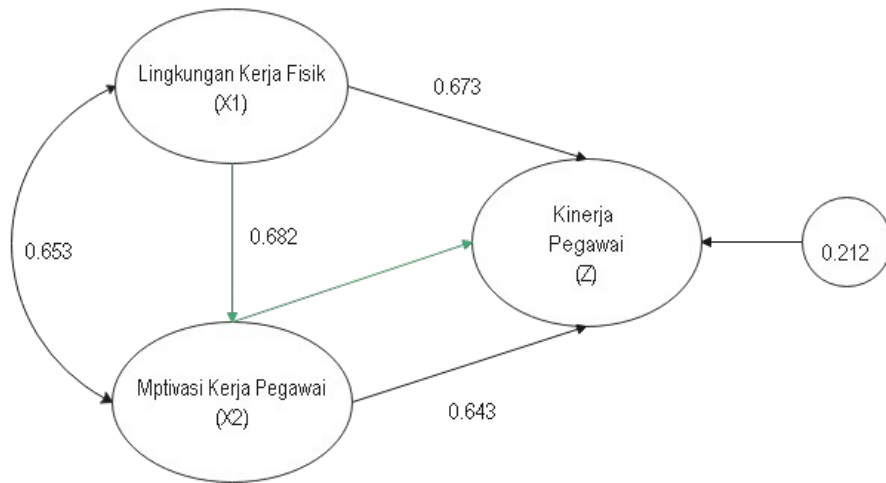 Lingkungan Kerja Fisik
(X1)
0.673
Kinerja
Pegawai
(Z)
0.653
0.682
0.212
Mptivasi Kerja Pegawai
(X2)
0.643